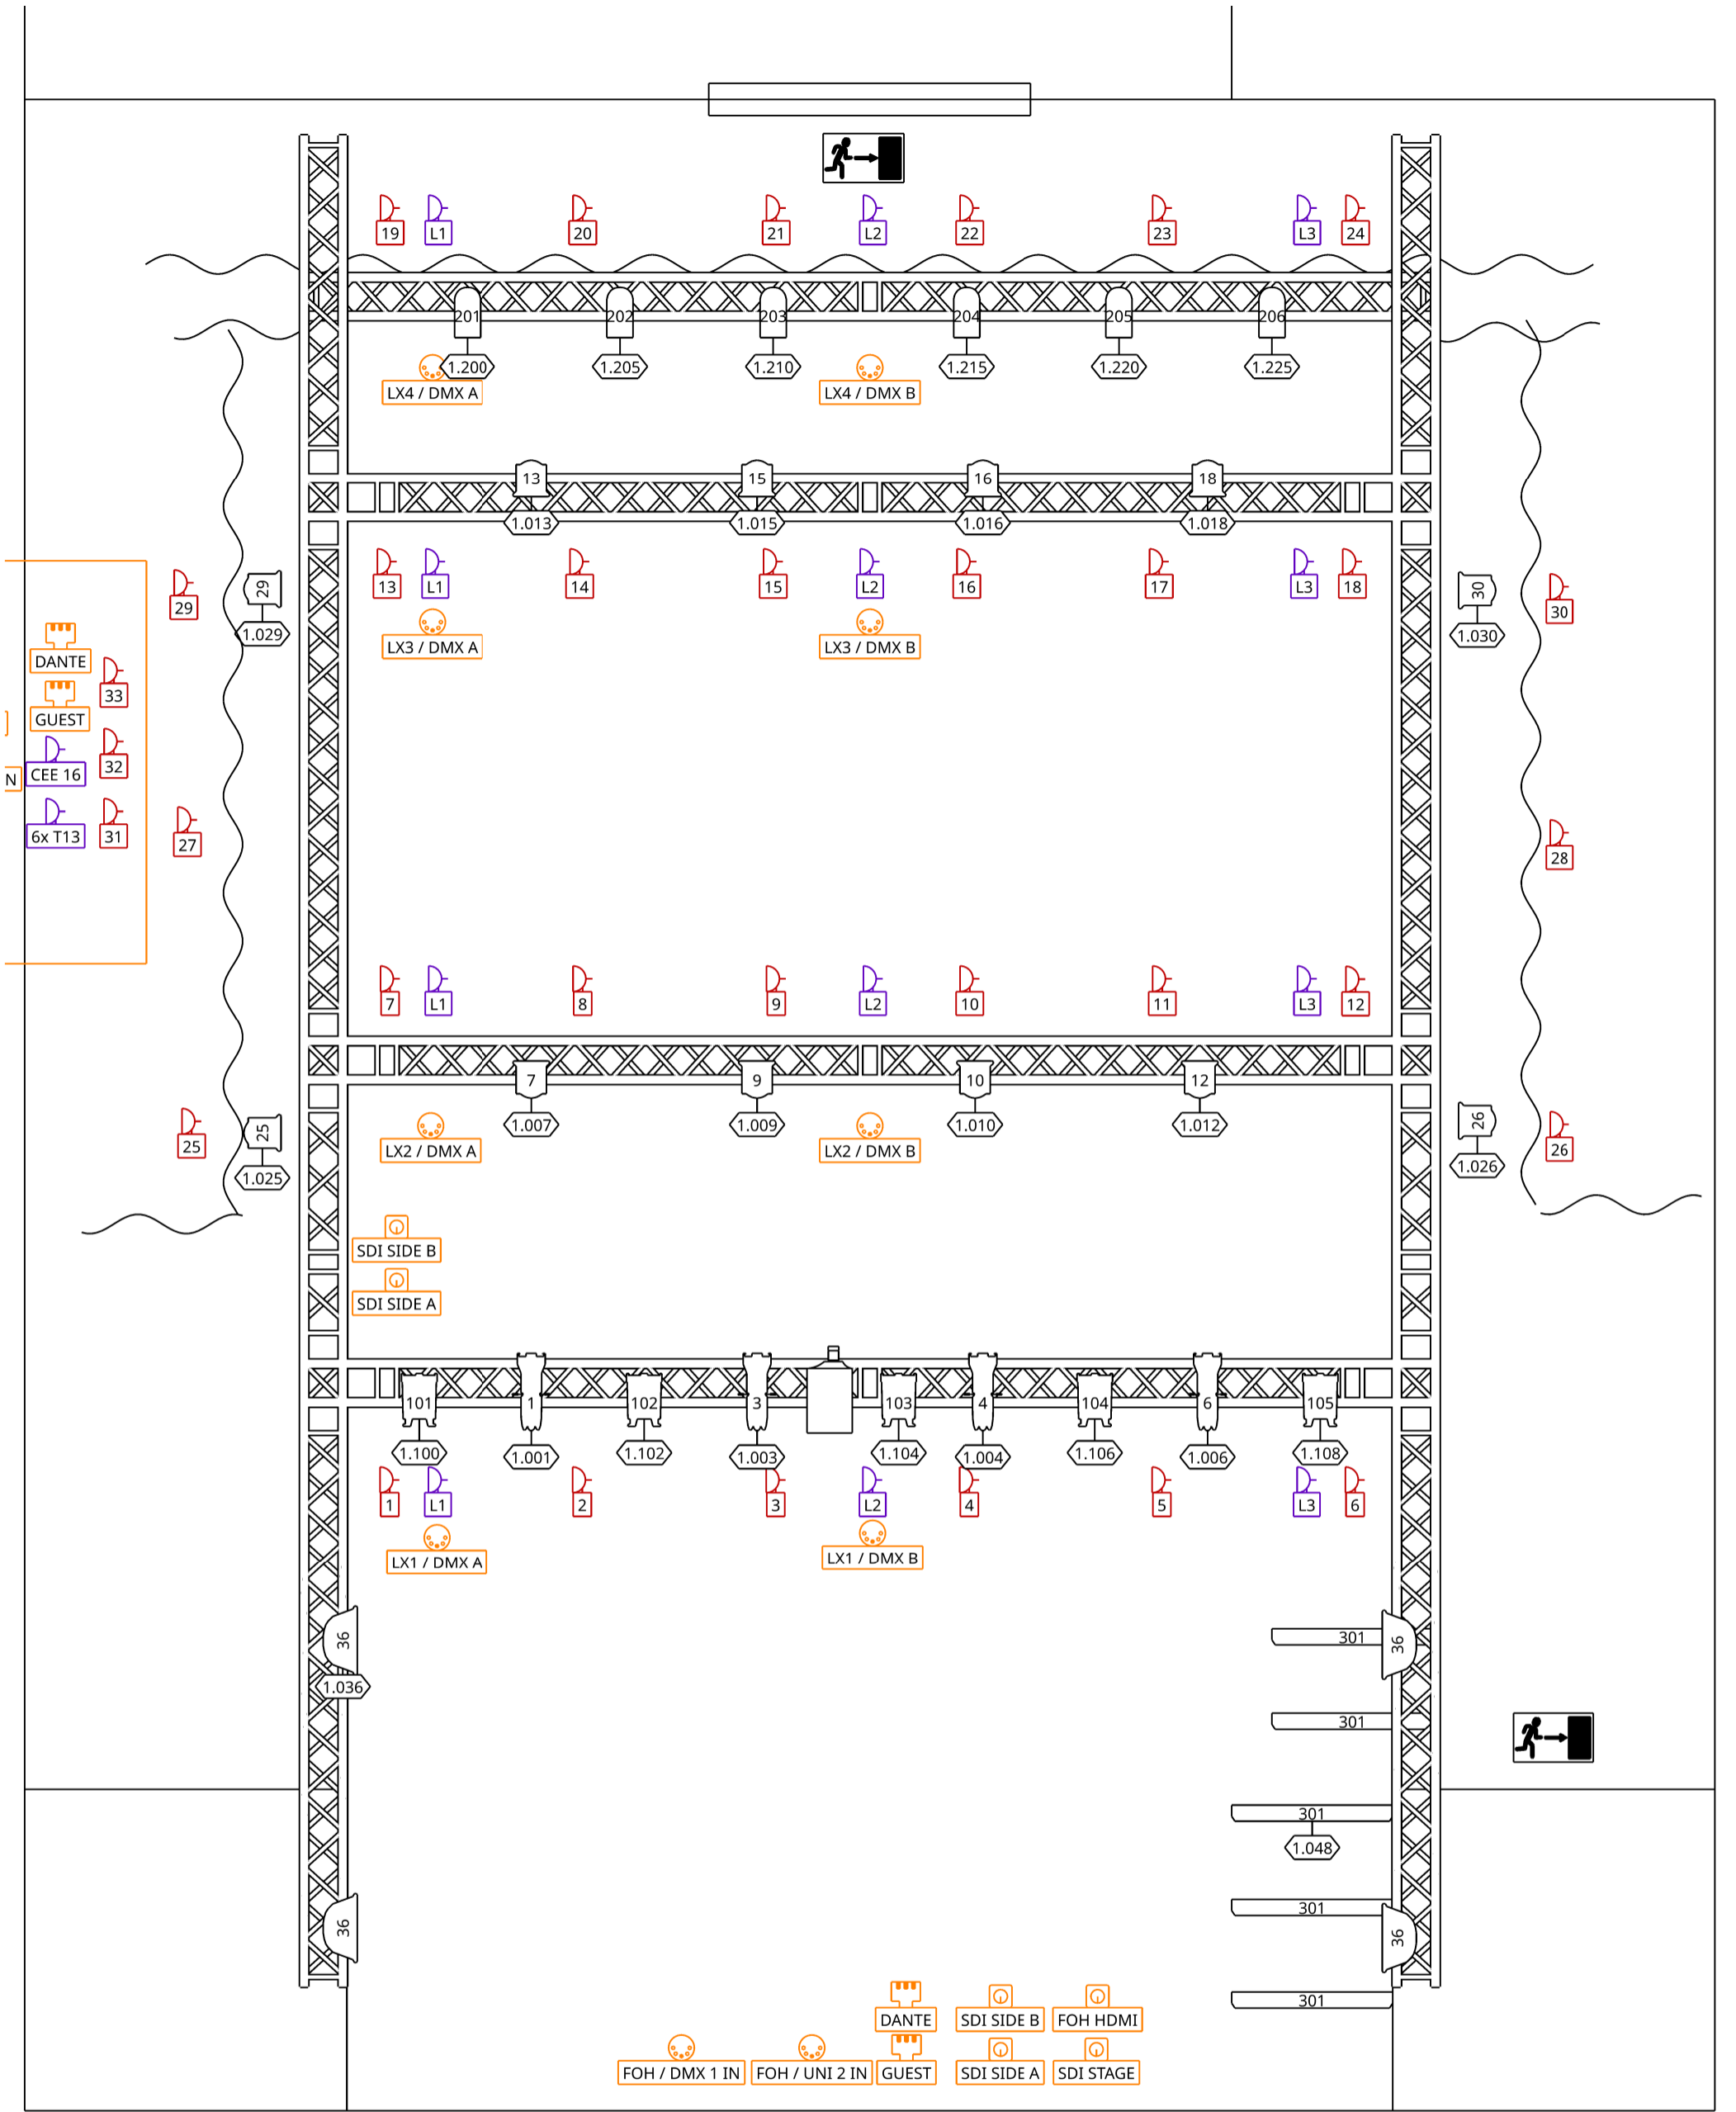 19 L1 20 21 L2 22 23 L3 24
201 202 203 204 205 206
1.200 1.205 1.210 1.215 1.220 1.225
LX4 / DMX A LX4 / DMX B
13 15 16 18
1.013 1.015 1.016 1.018
13 L1 14 15 L2 16 17 L3 18
29 29 30 30
1.029 1.030
LX3 / DMX A LX3 / DMX B
DANTE
33
GUEST
32
CEE 16
N
6x T13 31 27 28
7 L1 8 9 L2 10 11 L3 12
7 9 10 12
1.007 1.009 1.010 1.012
25 25 26 26
1.025 1.026
LX2 / DMX A LX2 / DMX B
SDI SIDE B
SDI SIDE A
101 1 102 3 103 4 104 6 105
1.100 1.001 1.102 1.003 1.104 1.004 1.106 1.006 1.108
1 L1 2 3 L2 4 5 L3 6
LX1 / DMX A LX1 / DMX B
36 301 36
1.036
301
301
1.048
301
36 36
301
DANTE SDI SIDE B FOH HDMI
FOH / DMX 1 IN FOH / UNI 2 IN GUEST SDI SIDE A SDI STAGE